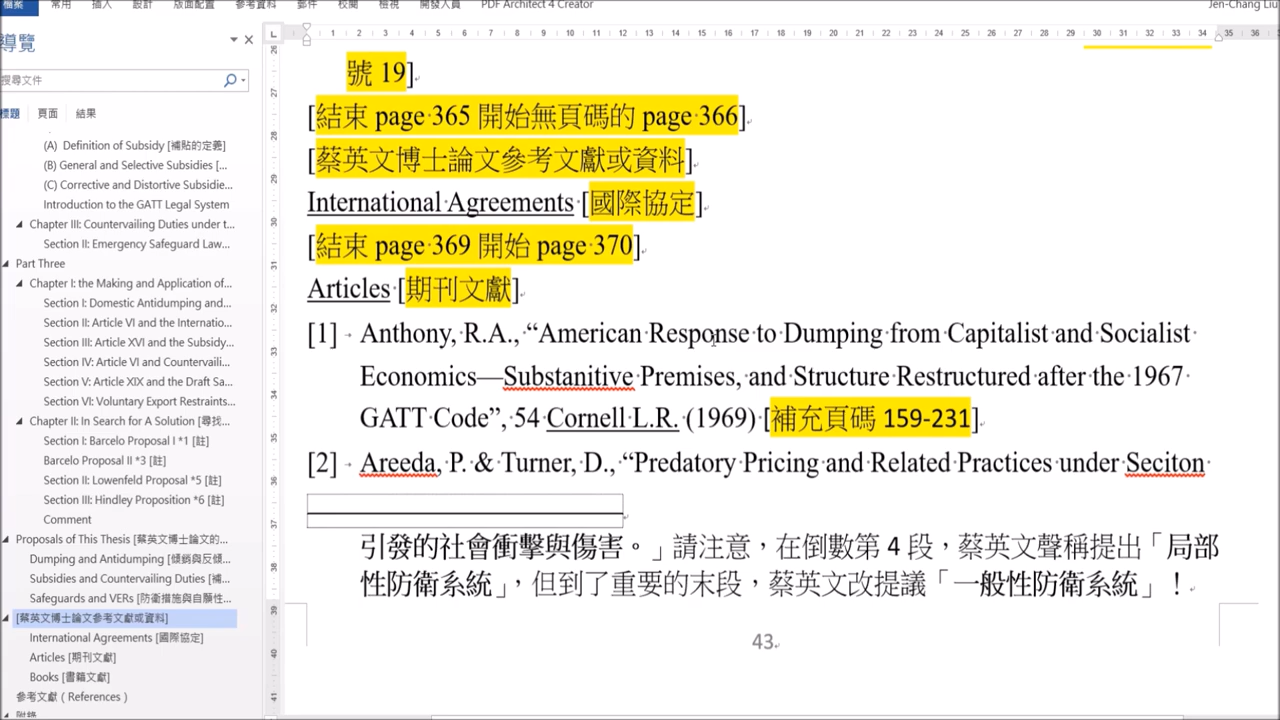 檔案 常用 插入 設計 版面配置 參考資料 郵件 校閱 檢視 開發人員 PDF Architect 4 Creator Jen-Chang Liu
導覽
搜尋文件
標題 頁面 結果
(A) Definition of Subsidy [補貼的定義]
(B) General and Selective Subsidies [...
(C) Corrective and Distortive Subsidie...
Introduction to the GATT Legal System
Chapter III: Countervailing Duties under t...
Section II: Emergency Safeguard Law...
Part Three
Chapter I: the Making and Application of...
Section I: Domestic Antidumping and...
Section II: Article VI and the Internatio...
Section III: Article XVI and the Subsidy...
Section IV: Article VI and Countervaili...
Section V: Article XIX and the Draft Sa...
Section VI: Voluntary Export Restraints...
Chapter II: In Search for A Solution [尋找...
Section I: Barcelo Proposal I *1 [註]
Barcelo Proposal II *3 [註]
Section II: Lowenfeld Proposal *5 [註]
Section III: Hindley Proposition *6 [註]
Comment
Proposals of This Thesis [蔡英文博士論文的...
Dumping and Antidumping [傾銷與反傾...
Subsidies and Countervailing Duties [補...
Safeguards and VERs [防衛措施與自願性...
[蔡英文博士論文參考文獻或資料]
International Agreements [國際協定]
Articles [期刊文獻]
Books [書籍文獻]
參考文獻 ( References )
附錄
號 19]
[結束 page 365 開始無頁碼的 page 366]
[蔡英文博士論文參考文獻或資料]
International Agreements [國際協定]
[結束 page 369 開始 page 370]
Articles [期刊文獻]
[1] Anthony, R.A., “American Response to Dumping from Capitalist and Socialist
Economics—Substanitive Premises, and Structure Restructured after the 1967
GATT Code”, 54 Cornell L.R. (1969) [補充頁碼 159-231]
[2] Areeda, P. & Turner, D., “Predatory Pricing and Related Practices under Seciton
引發的社會衝擊與傷害。」請注意，在倒數第 4 段，蔡英文聲稱提出「局部
性防衛系統」，但到了重要的末段，蔡英文改提議「一般性防衛系統」！
43